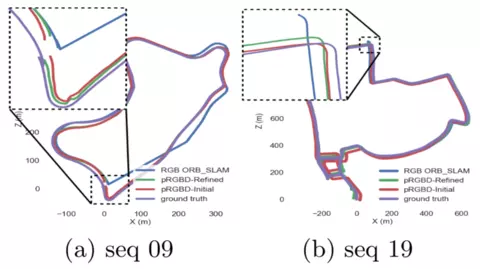 Z (m)
200
100
0
−100
0
100
200
300
X (m)
RGB ORB_SLAM
pRGBD-Refined
pRGBD-Initial
ground truth
(a) seq 09
Z (m)
600
400
200
0
−200
0
200
400
600
X (m)
RGB ORB_SLAM
pRGBD-Refined
pRGBD-Initial
ground truth
(b) seq 19